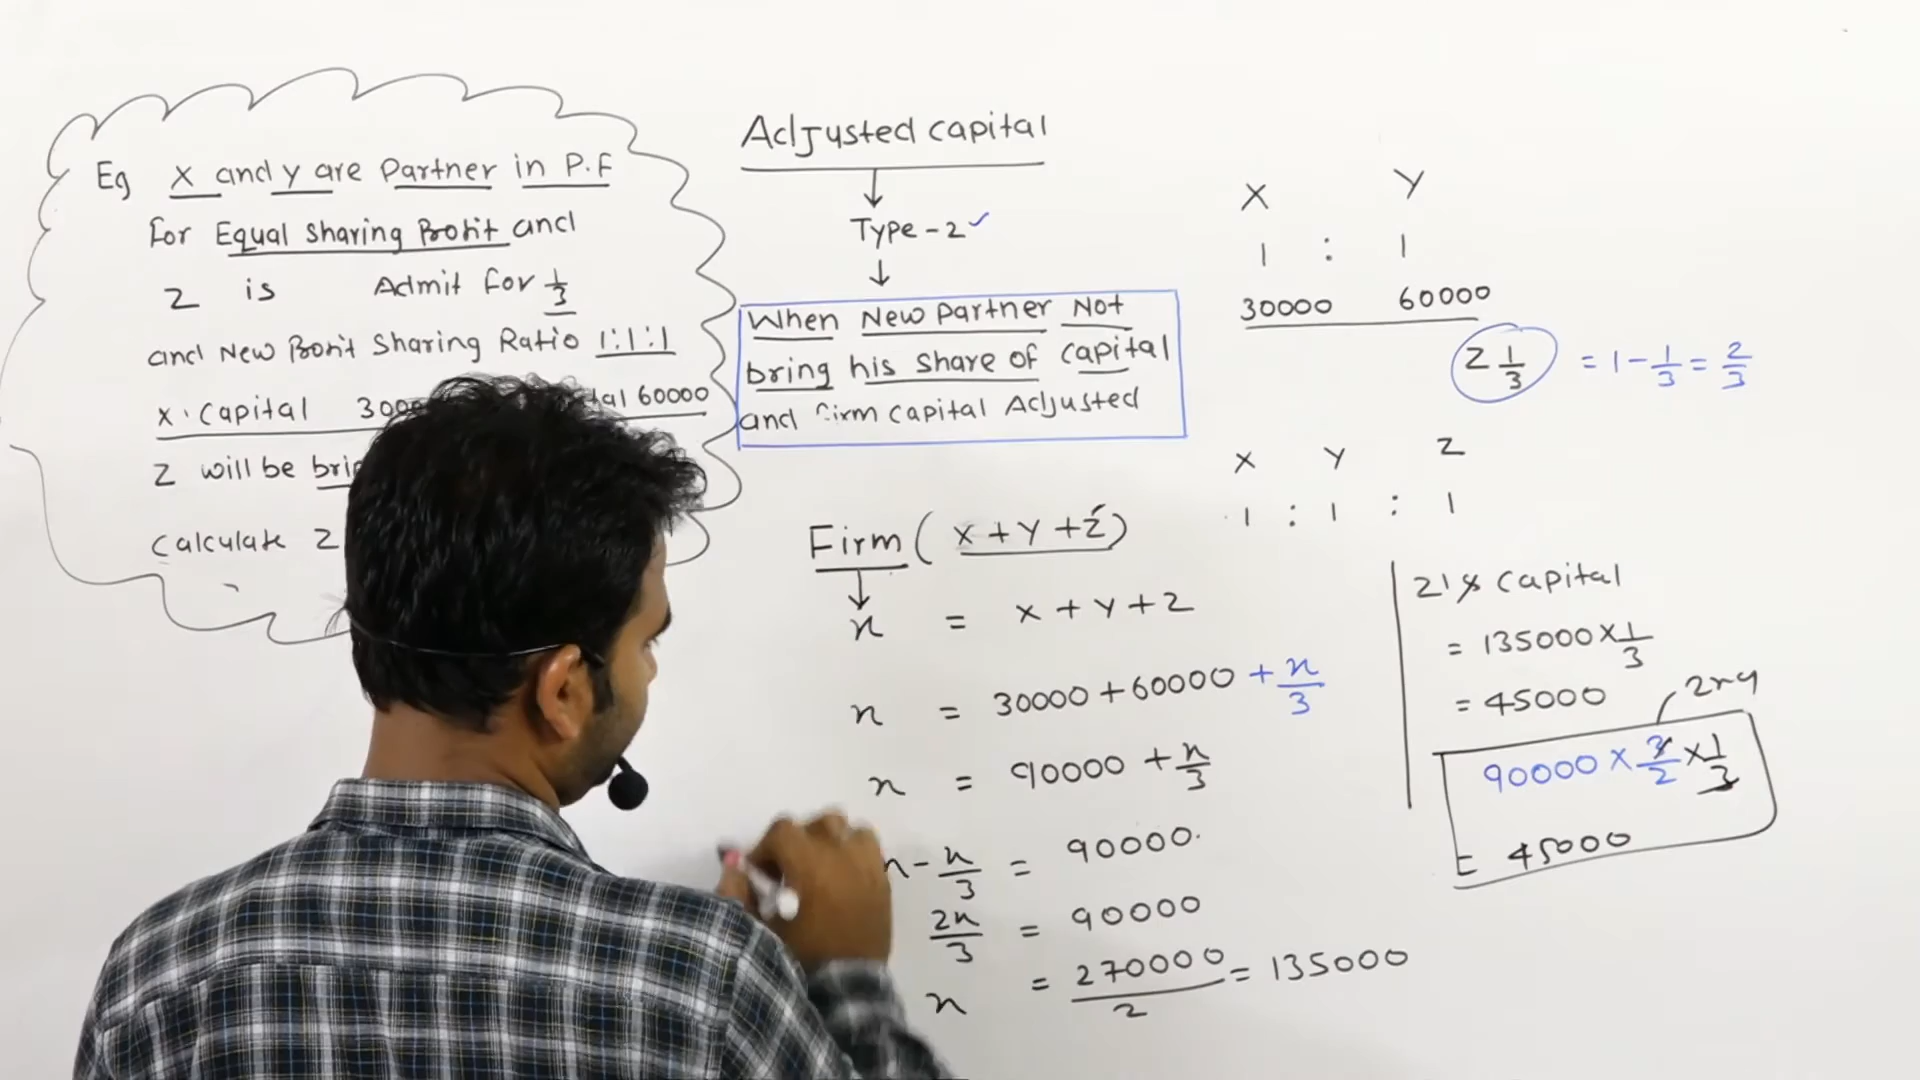 Eg X and y are Partner in P.F
for Equal sharing Profit and
Z is Admit for 1/3
and New Profit Sharing Ratio 1:1:1
X. Capital 300 tal 60000
Z will be bri
Calculate Z
Adjusted capital
Type-2 ✓
When New Partner Not
bring his share of capital
and firm capital Adjusted
Firm (X+Y+Z)
x = X+Y+Z
x = 30000+60000+x/3
x = 90000+x/3
x-x/3 = 90000
2x/3 = 90000
x = 270000/2 = 135000
X Y
1 : 1
30000 60000
Z 1/3 = 1-1/3 = 2/3
X Y Z
1 : 1 : 1
Z's capital
= 135000×1/3
= 45000
90000×3/2×1/3
= 45000